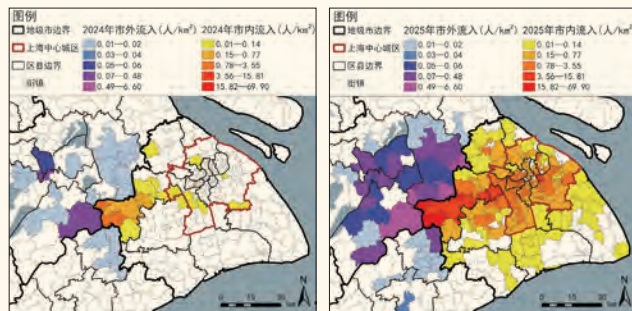 图例
地级市边界
上海中心城区
区县边界
街镇
2024年市外流入(人/km²)
0.01—0.02
0.03—0.04
0.05—0.06
0.07—0.48
0.49—6.60
2024年市内流入(人/km²)
0.01—0.14
0.15—0.77
0.78—3.55
3.56—15.81
15.82—69.90
N
0 15 30
图例
地级市边界
上海中心城区
区县边界
街镇
2025年市外流入(人/km²)
0.01—0.02
0.03—0.04
0.05—0.06
0.07—0.48
0.49—6.60
2025年市内流入(人/km²)
0.01—0.14
0.15—0.77
0.78—3.55
3.56—15.81
15.82—69.90
N
0 15 30